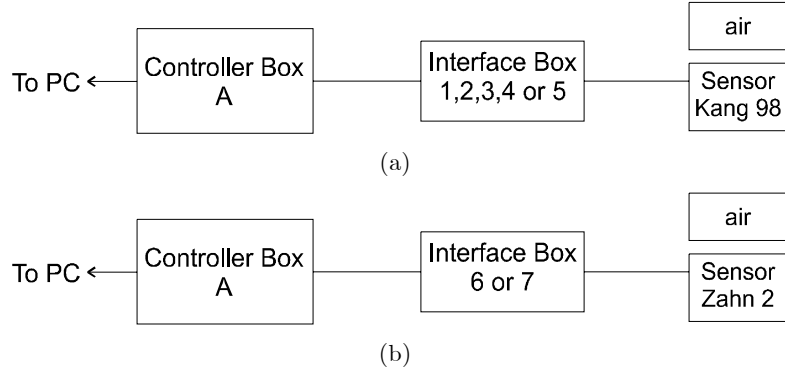 air
To PC
Controller Box
A
Interface Box
1,2,3,4 or 5
Sensor
Kang 98
(a)
air
To PC
Controller Box
A
Interface Box
6 or 7
Sensor
Zahn 2
(b)